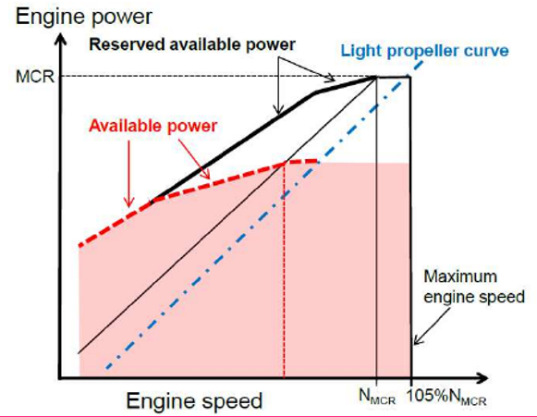 Engine power
Reserved available power
Light propeller curve
MCR
Available power
Maximum
engine speed
Engine speed
NMCR
105%NMCR